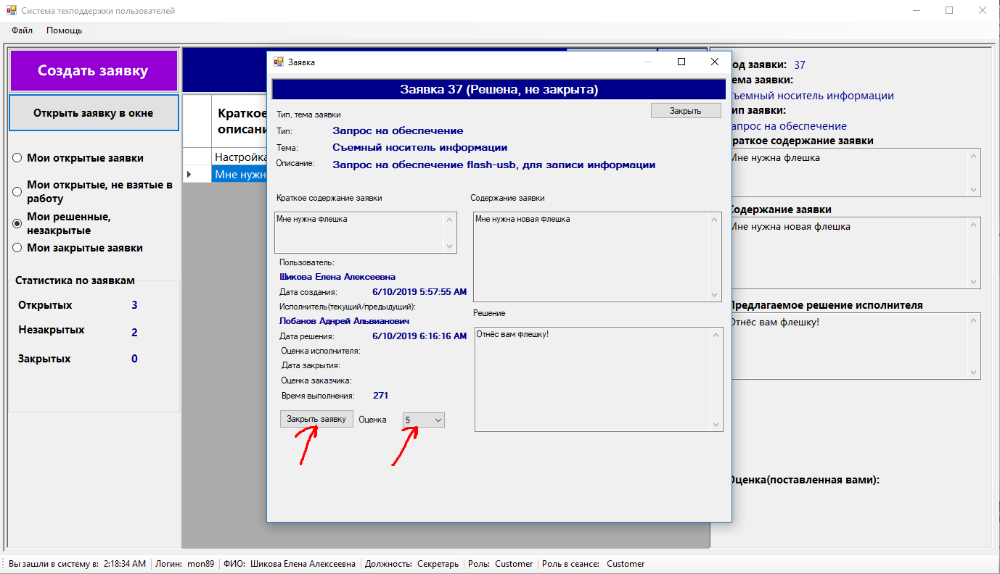 Система техподдержки пользователей
Файл Помощь
Создать заявку
Открыть заявку в окне
Мои открытые заявки
Мои открытые, не взятые в
работу
Мои решенные,
незакрытые
Мои закрытые заявки
Статистика по заявкам
Открытых 3
Незакрытых 2
Закрытых 0
Краткое
описани
Настройка
Мне нужн
Заявка
Заявка 37 (Решена, не закрыта)
Закрыть
Тип, тема заявки
Тип: Запрос на обеспечение
Тема: Съемный носитель информации
Описание: Запрос на обеспечение flash-usb, для записи информации
Краткое содержание заявки
Мне нужна флешка
Содержание заявки
Мне нужна новая флешка
Пользователь:
Шикова Елена Алексеевна
Дата создания: 6/10/2019 5:57:55 AM
Исполнитель(текущий/предыдущий):
Лобанов Аднрей Альвианович
Дата решения: 6/10/2019 6:16:16 AM
Оценка исполнителя:
Дата закрытия:
Оценка заказчика:
Время выполнения: 271
Закрыть заявку Оценка 5
Решение
Отнёс вам флешку!
од заявки: 37
ема заявки:
ъемный носитель информации
ип заявки:
апрос на обеспечение
раткое содержание заявки
Мне нужна флешка
Содержание заявки
Мне нужна новая флешка
Предлагаемое решение исполнителя
Отнёс вам флешку!
Оценка(поставленная вами):
Вы зашли в систему в: 2:18:34 AM Логин: mon89 ФИО: Шикова Елена Алексеевна Должность: Секретарь Роль: Customer Роль в сеансе: Customer